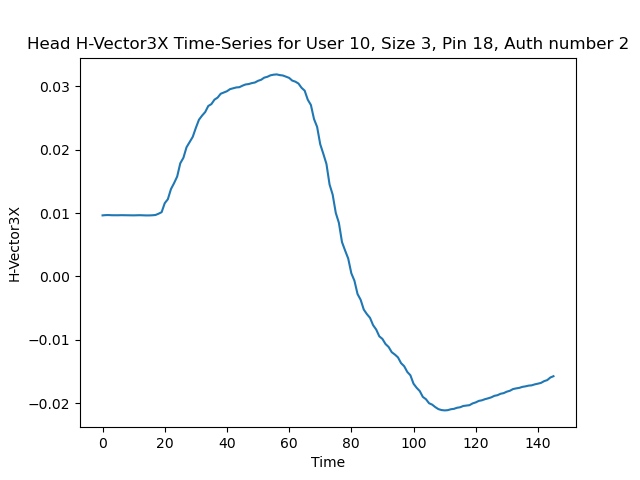 Head H-Vector3X Time-Series for User 10, Size 3, Pin 18, Auth number 2
H-Vector3X
0.03
0.02
0.01
0.00
−0.01
−0.02
0 20 40 60 80 100 120 140
Time